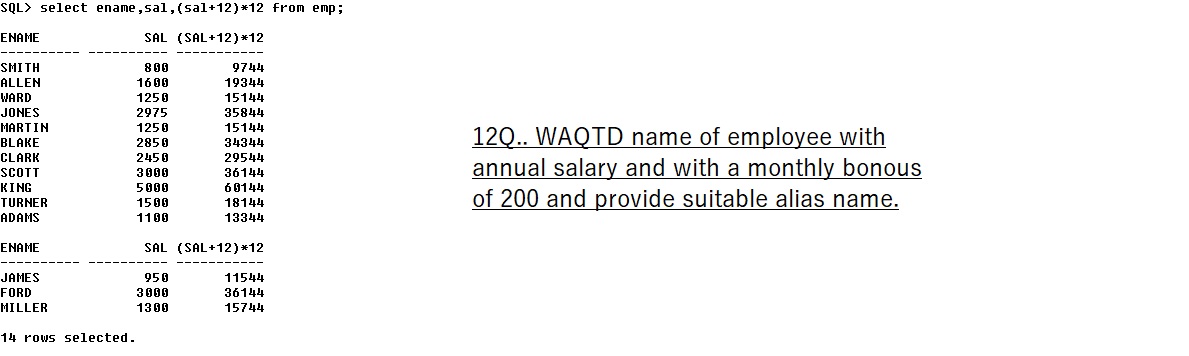 SQL> select ename,sal,(sal+12)*12 from emp;
ENAME SAL (SAL+12)*12
---------- ---------- -----------
SMITH 800 9744
ALLEN 1600 19344
WARD 1250 15144
JONES 2975 35844
MARTIN 1250 15144
BLAKE 2850 34344
CLARK 2450 29544
SCOTT 3000 36144
KING 5000 60144
TURNER 1500 18144
ADAMS 1100 13344
ENAME SAL (SAL+12)*12
---------- ---------- -----------
JAMES 950 11544
FORD 3000 36144
MILLER 1300 15744
14 rows selected.
12Q.. WAQTD name of employee with
annual salary and with a monthly bonous
of 200 and provide suitable alias name.